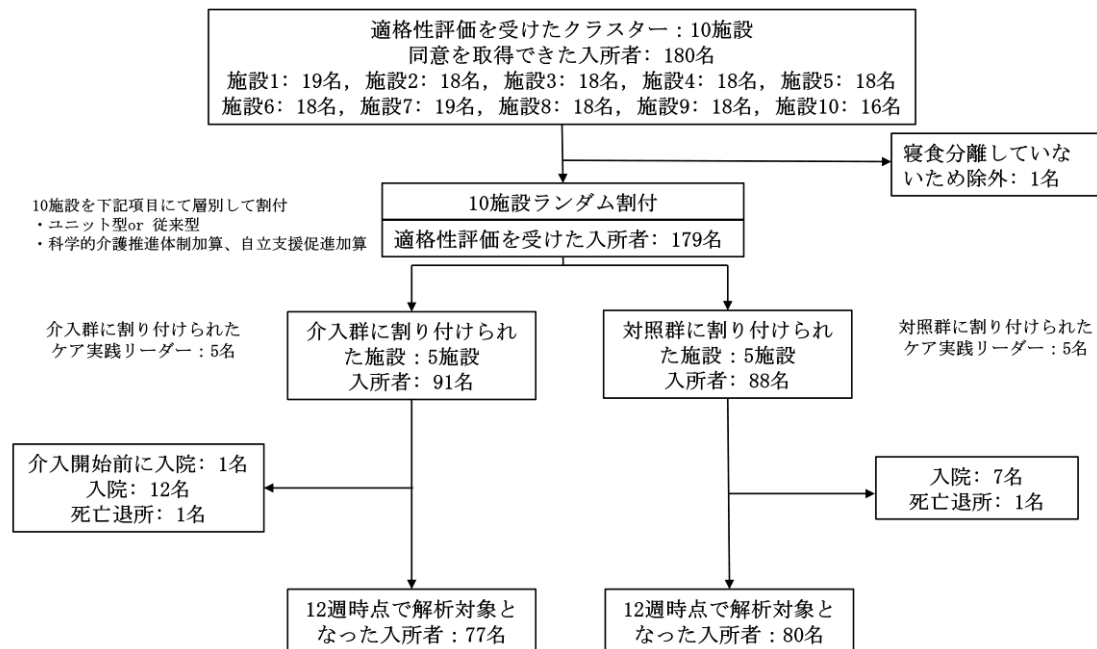 適格性評価を受けたクラスター：10施設
同意を取得できた入所者：180名
施設1: 19名, 施設2: 18名, 施設3: 18名, 施設4: 18名, 施設5: 18名
施設6: 18名, 施設7: 19名, 施設8: 18名, 施設9: 18名, 施設10: 16名
寝食分離していな
いため除外: 1名
10施設を下記項目にて層別して割付
・ユニット型or 従来型
・科学的介護推進体制加算、自立支援促進加算
10施設ランダム割付
適格性評価を受けた入所者: 179名
介入群に割り付けられた
ケア実践リーダー：5名
介入群に割り付けられ
た施設：5施設
入所者: 91名
対照群に割り付けられ
た施設：5施設
入所者: 88名
対照群に割り付けられた
ケア実践リーダー：5名
介入開始前に入院: 1名
入院: 12名
死亡退所: 1名
入院: 7名
死亡退所: 1名
12週時点で解析対象と
なった入所者：77名
12週時点で解析対象と
なった入所者：80名